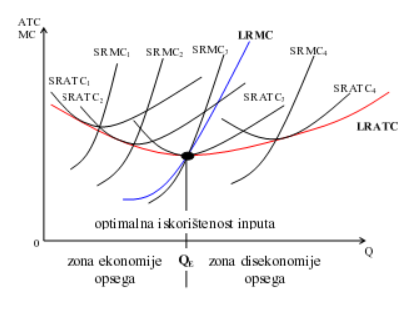 ATC
MC
LRMC
SRMC1
SRMC2
SRMC3
SRMC4
SRATC1
SRATC2
SRATC3
SRATC4
LRATC
optimalna iskorištenost inputa
0
Q
zona ekonomije
opsega
QE
zona disekonomije
opsega